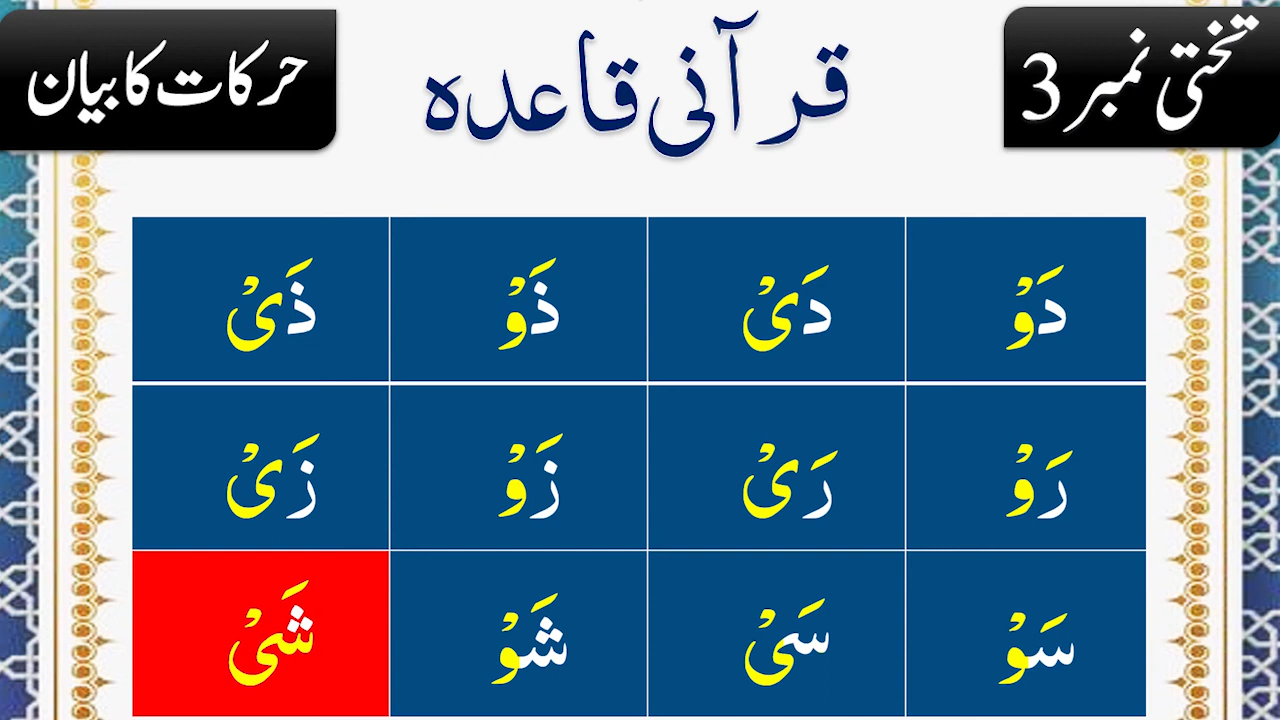 تختی نمبر 3
قرآنی قاعدہ
حرکات کا بیان
دَوۡ دَیۡ ذَوۡ ذَیۡ
رَوۡ رَیۡ زَوۡ زَیۡ
سَوۡ سَیۡ شَوۡ شَیۡ